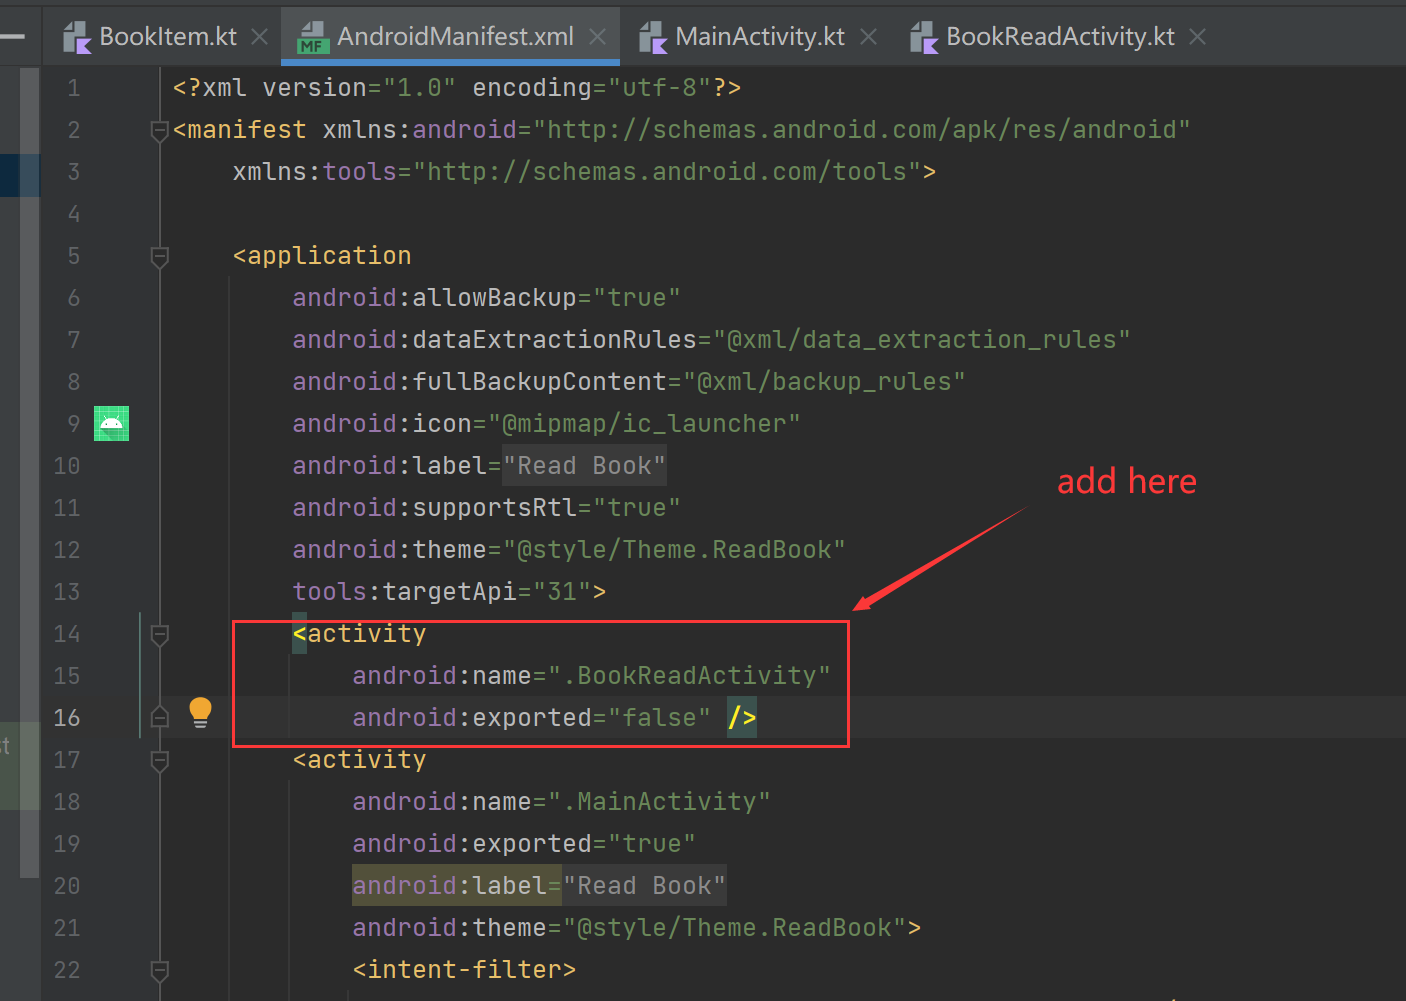 BookItem.kt AndroidManifest.xml MainActivity.kt BookReadActivity.kt
1 <?xml version="1.0" encoding="utf-8"?>
2 <manifest xmlns:android="http://schemas.android.com/apk/res/android"
3 xmlns:tools="http://schemas.android.com/tools">
4
5 <application
6 android:allowBackup="true"
7 android:dataExtractionRules="@xml/data_extraction_rules"
8 android:fullBackupContent="@xml/backup_rules"
9 android:icon="@mipmap/ic_launcher"
10 android:label="Read Book"
add here
11 android:supportsRtl="true"
12 android:theme="@style/Theme.ReadBook"
13 tools:targetApi="31">
14 <activity
15 android:name=".BookReadActivity"
16 android:exported="false" />
17 <activity
18 android:name=".MainActivity"
19 android:exported="true"
20 android:label="Read Book"
21 android:theme="@style/Theme.ReadBook">
22 <intent-filter>